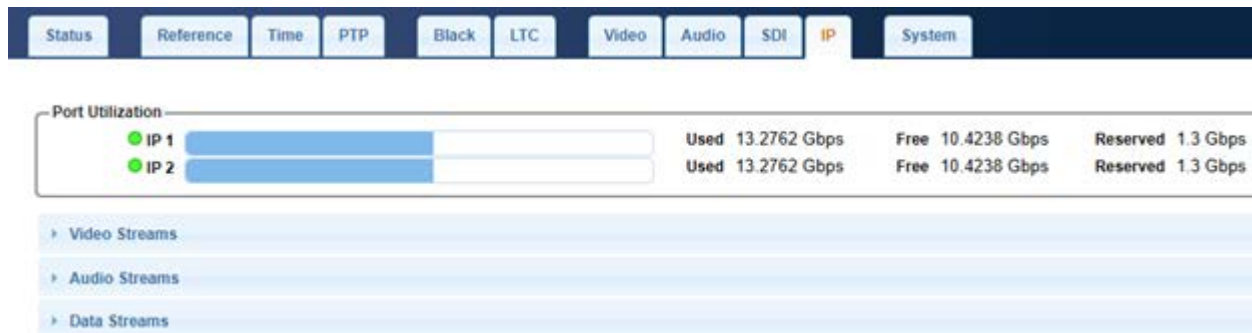 Status Reference Time PTP Black LTC Video Audio SDI IP System
Port Utilization
IP 1 Used 13.2762 Gbps Free 10.4238 Gbps Reserved 1.3 Gbps
IP 2 Used 13.2762 Gbps Free 10.4238 Gbps Reserved 1.3 Gbps
Video Streams
Audio Streams
Data Streams